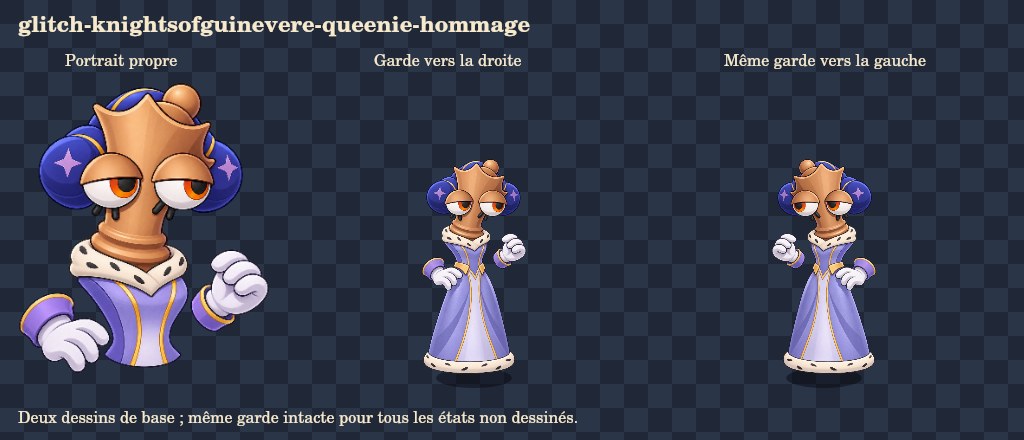 glitch-knightsofguinevere-queenie-hommage
Portrait propre
Garde vers la droite
Même garde vers la gauche
Deux dessins de base ; même garde intacte pour tous les états non dessinés.